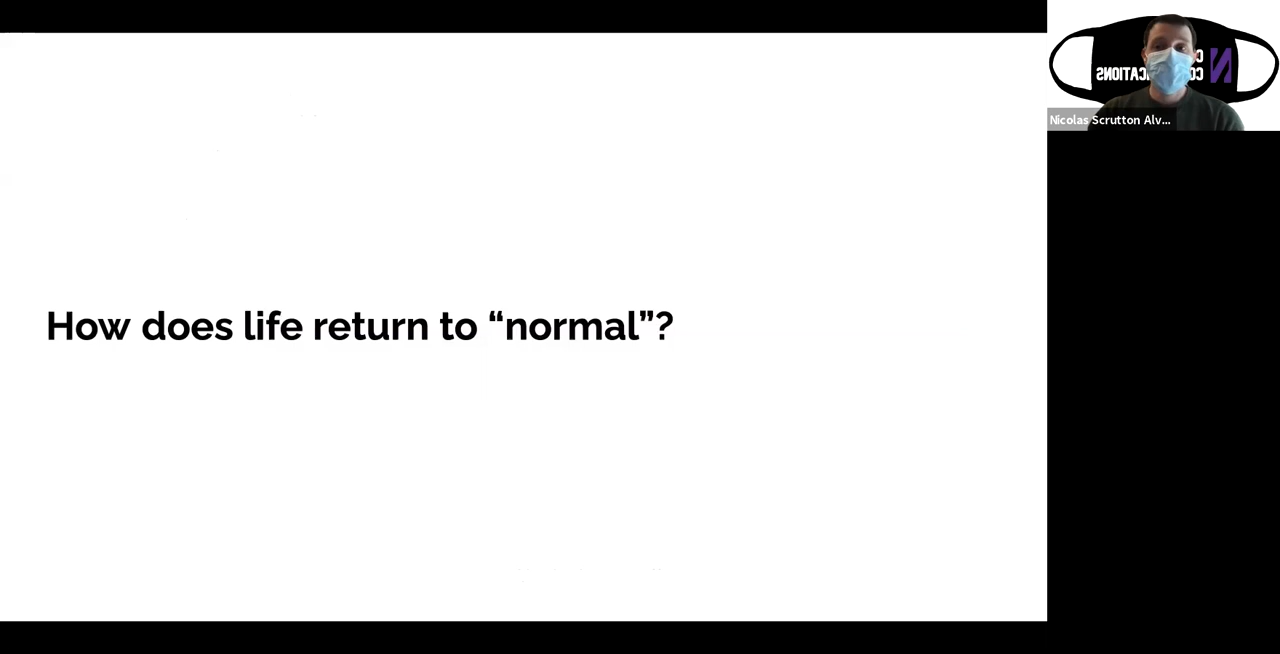 How does life return to “normal”?
Nicolas Scrutton Alv...
N